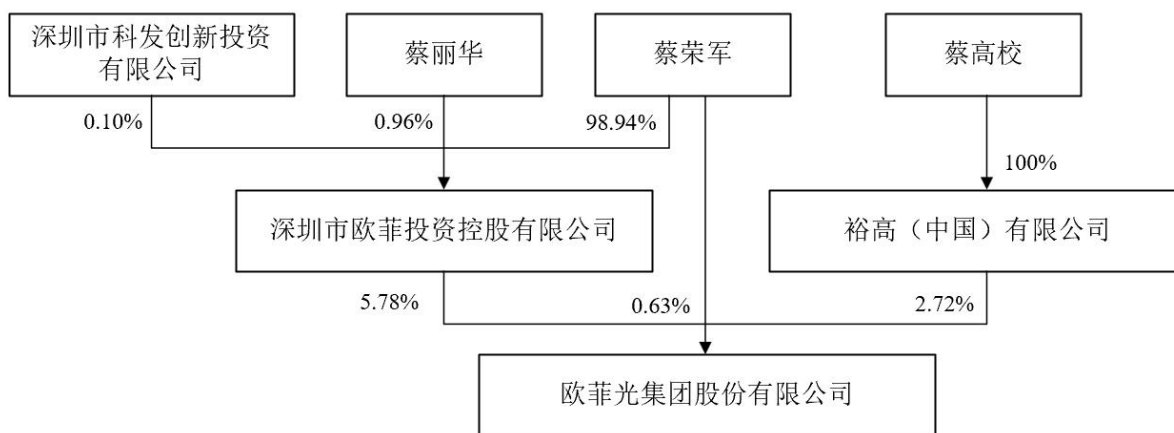 深圳市科发创新投资
有限公司
蔡丽华
蔡荣军
蔡高校
0.10%
0.96%
98.94%
100%
深圳市欧菲投资控股有限公司
裕高（中国）有限公司
5.78%
0.63%
2.72%
欧菲光集团股份有限公司